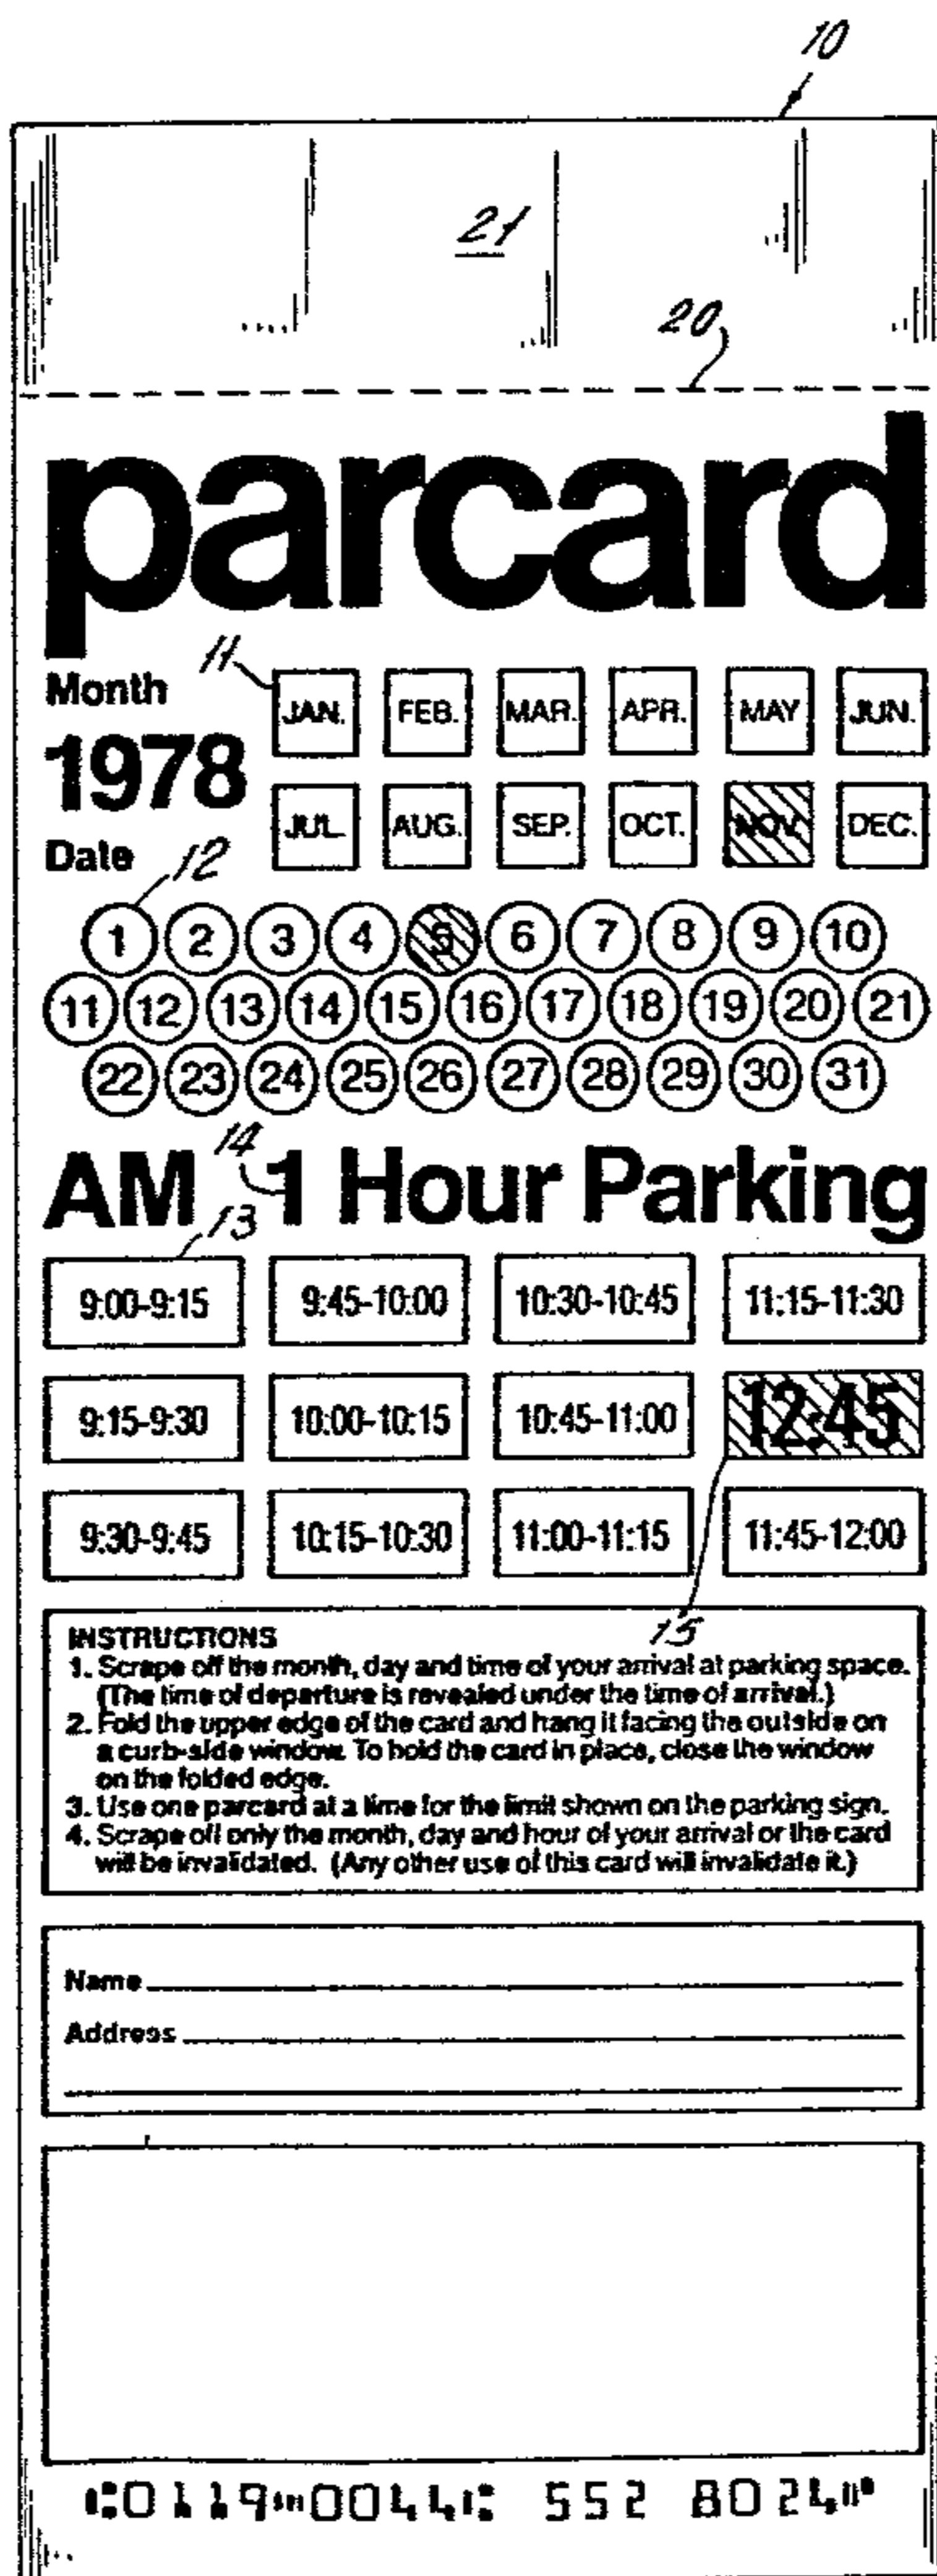 10
21
20
parcard
Month
11
JAN. FEB. MAR. APR. MAY JUN.
1978
JUL. AUG. SEP. OCT. NOV. DEC.
Date
12
1 2 3 4 5 6 7 8 9 10
11 12 13 14 15 16 17 18 19 20 21
22 23 24 25 26 27 28 29 30 31
AM 14 1 Hour Parking
13
9:00-9:15 9:45-10:00 10:30-10:45 11:15-11:30
9:15-9:30 10:00-10:15 10:45-11:00 12:45
9:30-9:45 10:15-10:30 11:00-11:15 11:45-12:00
15
INSTRUCTIONS
1. Scrape off the month, day and time of your arrival at parking space.
(The time of departure is revealed under the time of arrival.)
2. Fold the upper edge of the card and hang it facing the outside on
a curb-side window. To hold the card in place, close the window
on the folded edge.
3. Use one parcard at a time for the limit shown on the parking sign.
4. Scrape off only the month, day and hour of your arrival or the card
will be invalidated. (Any other use of this card will invalidate it.)
Name
Address
⑆0119⑉0044⑆ 552 8024⑈